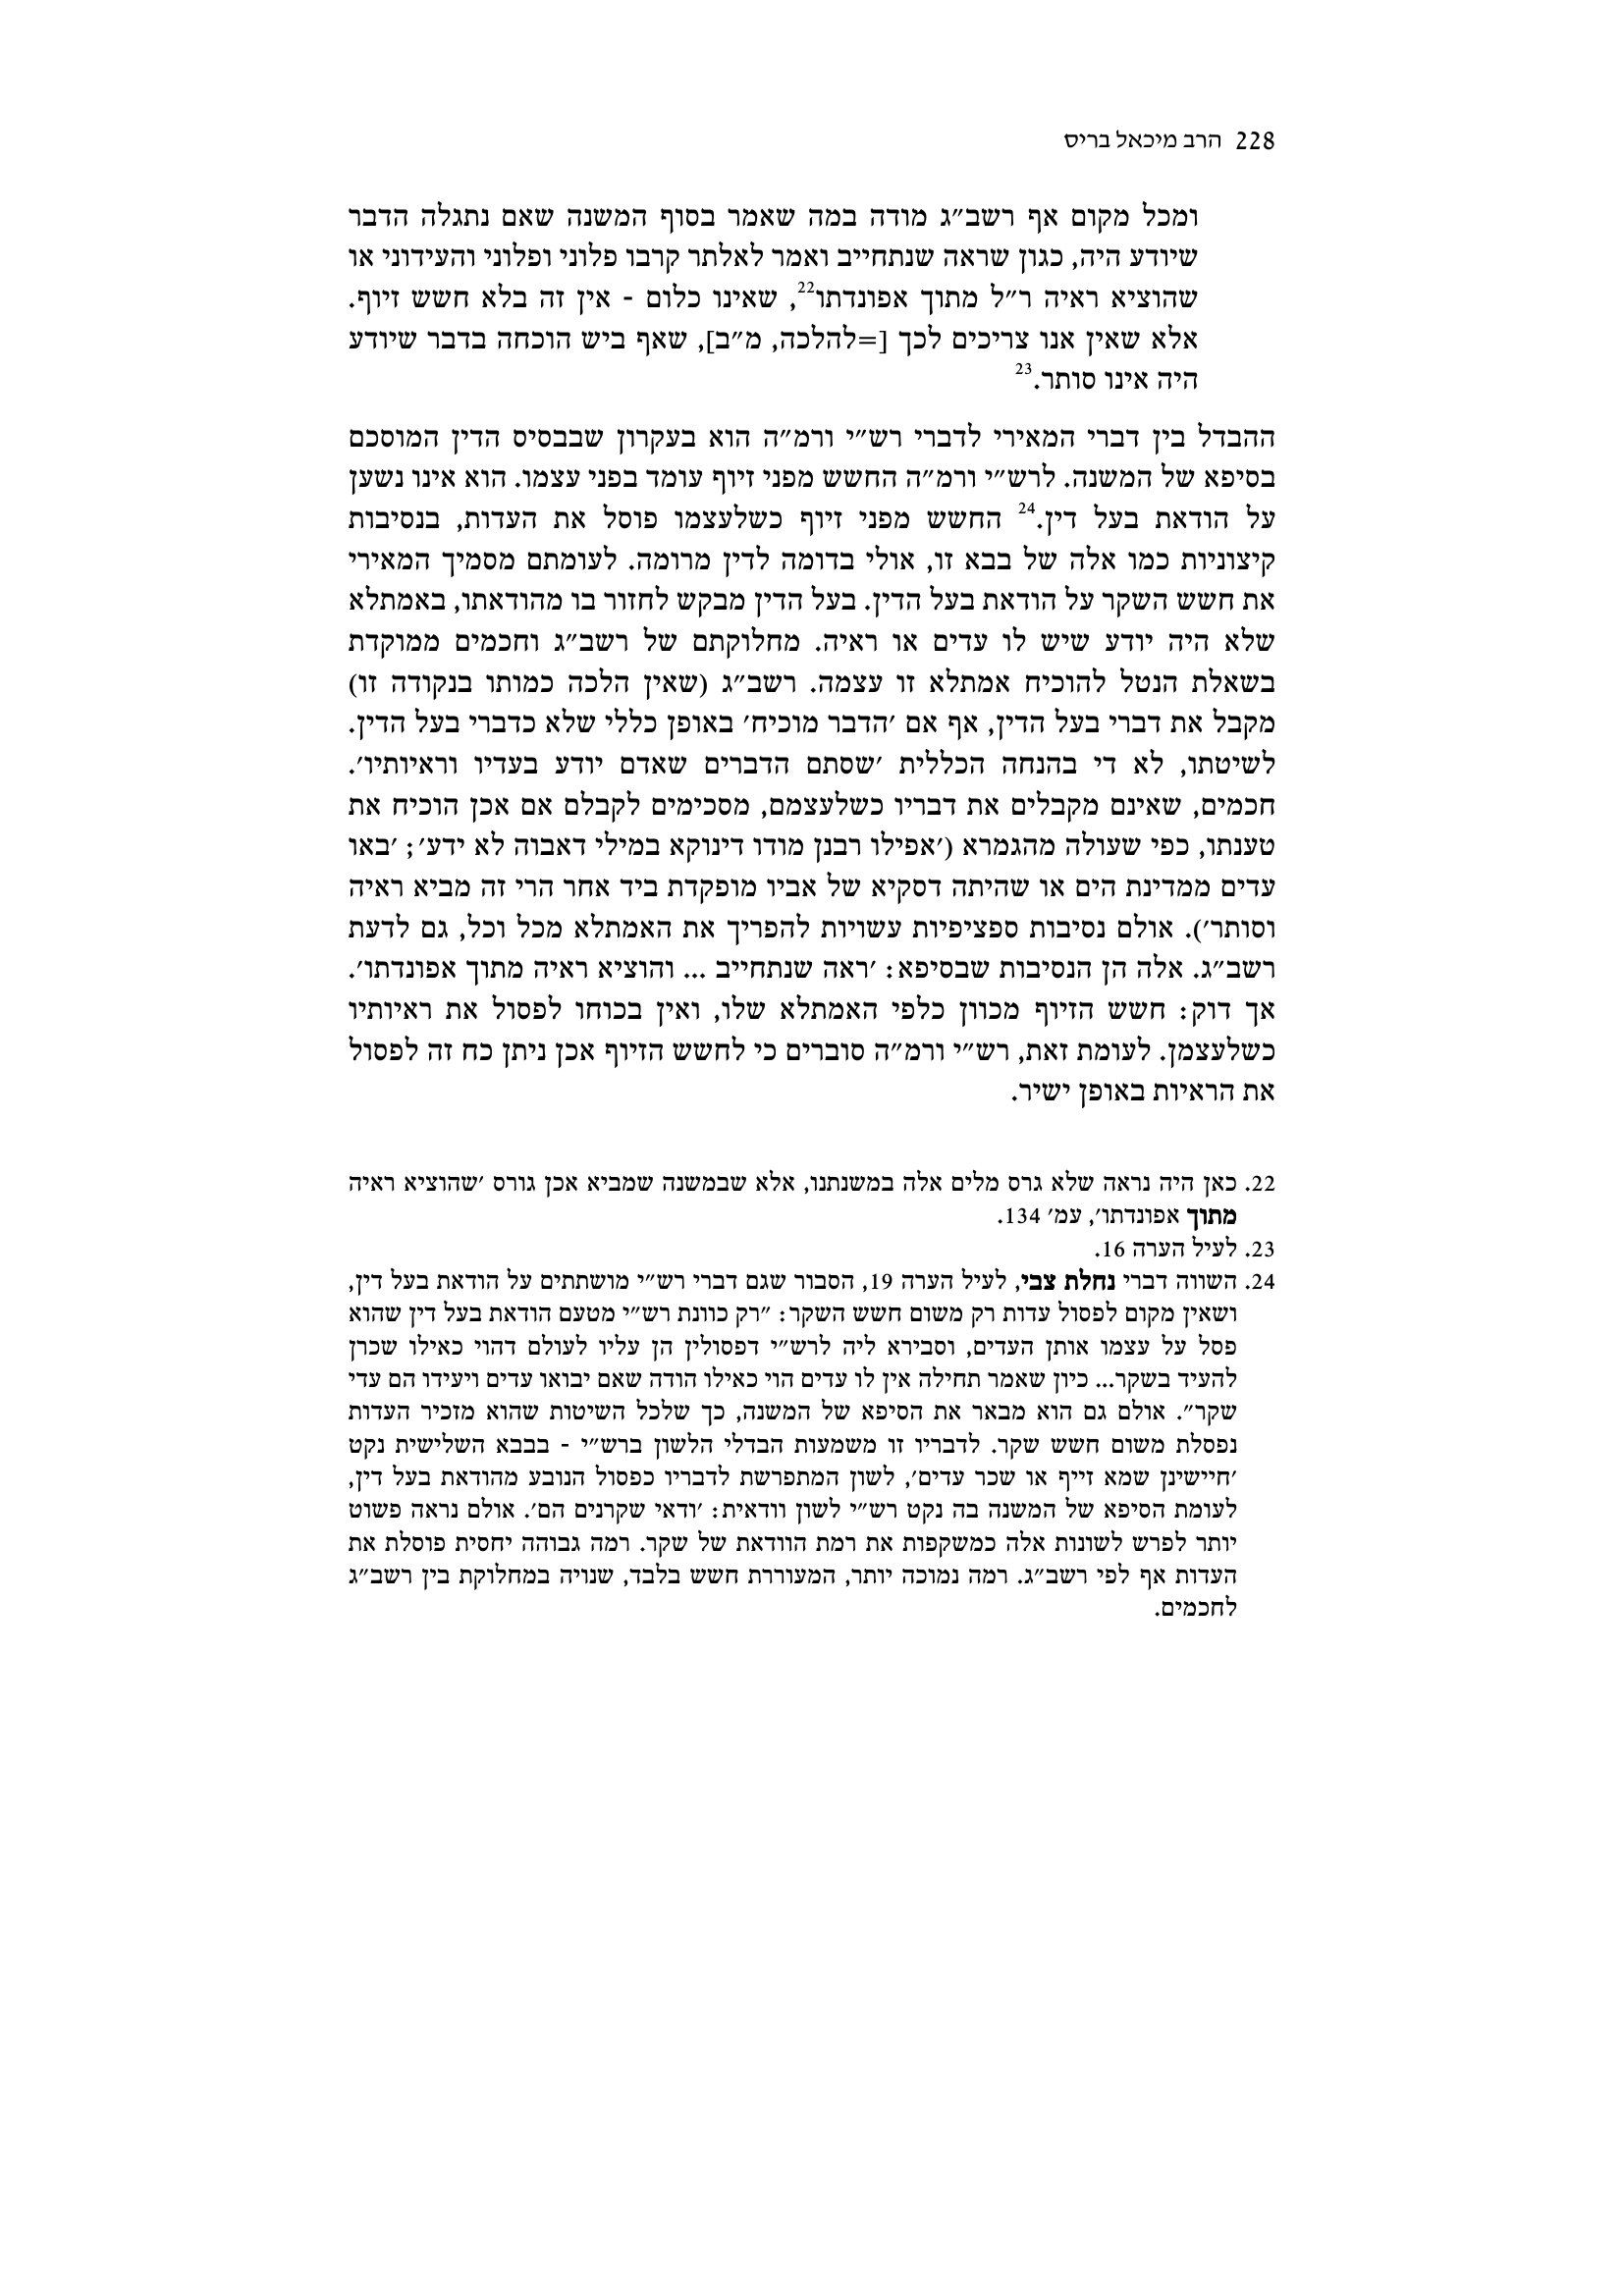 228 הרב מיכאל בריס
ומכל מקום אף רשב״ג מודה במה שאמר בסוף המשנה שאם נתגלה הדבר
שיודע היה, כגון שראה שנתחייב ואמר לאלתר קרבו פלוני ופלוני והעידוני או
שהוציא ראיה ר״ל מתוך אפונדתו22, שאינו כלום - אין זה בלא חשש זיוף.
אלא שאין אנו צריכים לכך [=להלכה, מ״ב], שאף ביש הוכחה בדבר שיודע
היה אינו סותר.23
ההבדל בין דברי המאירי לדברי רש״י ורמ״ה הוא בעקרון שבבסיס הדין המוסכם
בסיפא של המשנה. לרש״י ורמ״ה החשש מפני זיוף עומד בפני עצמו. הוא אינו נשען
על הודאת בעל דין.24 החשש מפני זיוף כשלעצמו פוסל את העדות, בנסיבות
קיצוניות כמו אלה של בבא זו, אולי בדומה לדין מרומה. לעומתם מסמיך המאירי
את חשש השקר על הודאת בעל הדין. בעל הדין מבקש לחזור בו מהודאתו, באמתלא
שלא היה יודע שיש לו עדים או ראיה. מחלוקתם של רשב״ג וחכמים ממוקדת
בשאלת הנטל להוכיח אמתלא זו עצמה. רשב״ג (שאין הלכה כמותו בנקודה זו)
מקבל את דברי בעל הדין, אף אם ׳הדבר מוכיח׳ באופן כללי שלא כדברי בעל הדין.
לשיטתו, לא די בהנחה הכללית ׳שסתם הדברים שאדם יודע בעדיו וראיותיו׳.
חכמים, שאינם מקבלים את דבריו כשלעצמם, מסכימים לקבלם אם אכן הוכיח את
טענתו, כפי שעולה מהגמרא (׳אפילו רבנן מודו דינוקא במילי דאבוה לא ידע׳; ׳באו
עדים ממדינת הים או שהיתה דסקיא של אביו מופקדת ביד אחר הרי זה מביא ראיה
וסותר׳). אולם נסיבות ספציפיות עשויות להפריך את האמתלא מכל וכל, גם לדעת
רשב״ג. אלה הן הנסיבות שבסיפא: ׳ראה שנתחייב ... והוציא ראיה מתוך אפונדתו׳.
אך דוק: חשש הזיוף מכוון כלפי האמתלא שלו, ואין בכוחו לפסול את ראיותיו
כשלעצמן. לעומת זאת, רש״י ורמ״ה סוברים כי לחשש הזיוף אכן ניתן כח זה לפסול
את הראיות באופן ישיר.
22. כאן היה נראה שלא גרס מלים אלה במשנתנו, אלא שבמשנה שמביא אכן גורס ׳שהוציא ראיה
מתוך אפונדתו׳, עמ׳ 134.
23. לעיל הערה 16.
24. השווה דברי נחלת צבי, לעיל הערה 19, הסבור שגם דברי רש״י מושתתים על הודאת בעל דין,
ושאין מקום לפסול עדות רק משום חשש השקר: ״רק כוונת רש״י מטעם הודאת בעל דין שהוא
פסל על עצמו אותן העדים, וסבירא ליה לרש״י דפסולין הן עליו לעולם דהוי כאילו שכרן
להעיד בשקר... כיון שאמר תחילה אין לו עדים הוי כאילו הודה שאם יבואו עדים ויעידו הם עדי
שקר״. אולם גם הוא מבאר את הסיפא של המשנה, כך שלכל השיטות שהוא מזכיר העדות
נפסלת משום חשש שקר. לדבריו זו משמעות הבדלי הלשון ברש״י - בבבא השלישית נקט
׳חיישינן שמא זייף או שכר עדים׳, לשון המתפרשת לדבריו כפסול הנובע מהודאת בעל דין,
לעומת הסיפא של המשנה בה נקט רש״י לשון וודאית: ׳ודאי שקרנים הם׳. אולם נראה פשוט
יותר לפרש לשונות אלה כמשקפות את רמת הוודאת של שקר. רמה גבוהה יחסית פוסלת את
העדות אף לפי רשב״ג. רמה נמוכה יותר, המעוררת חשש בלבד, שנויה במחלוקת בין רשב״ג
לחכמים.